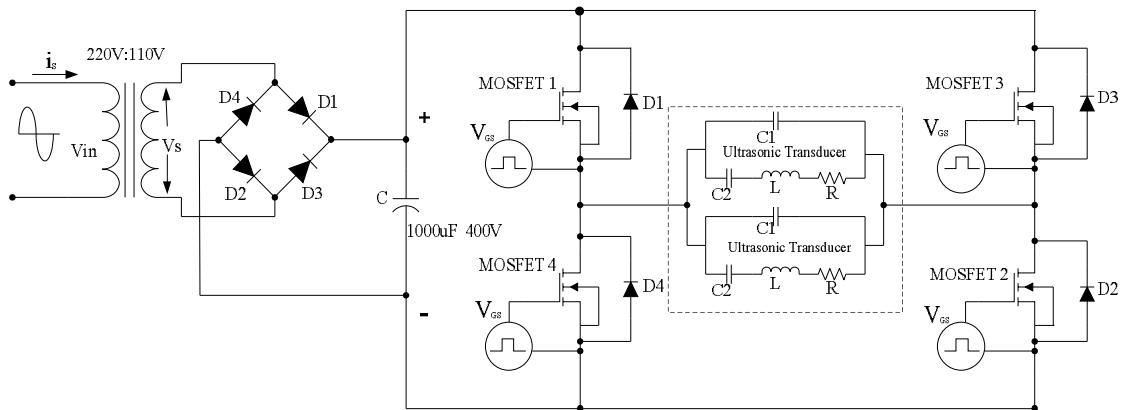 i_s
220V:110V
Vin
Vs
D4
D1
D2
D3
+
C
1000uF 400V
-
MOSFET 1
V_GS
D1
MOSFET 4
V_GS
D4
C1
Ultrasonic Transducer
C2
L
R
C1
Ultrasonic Transducer
C2
L
R
MOSFET 3
V_GS
D3
MOSFET 2
V_GS
D2